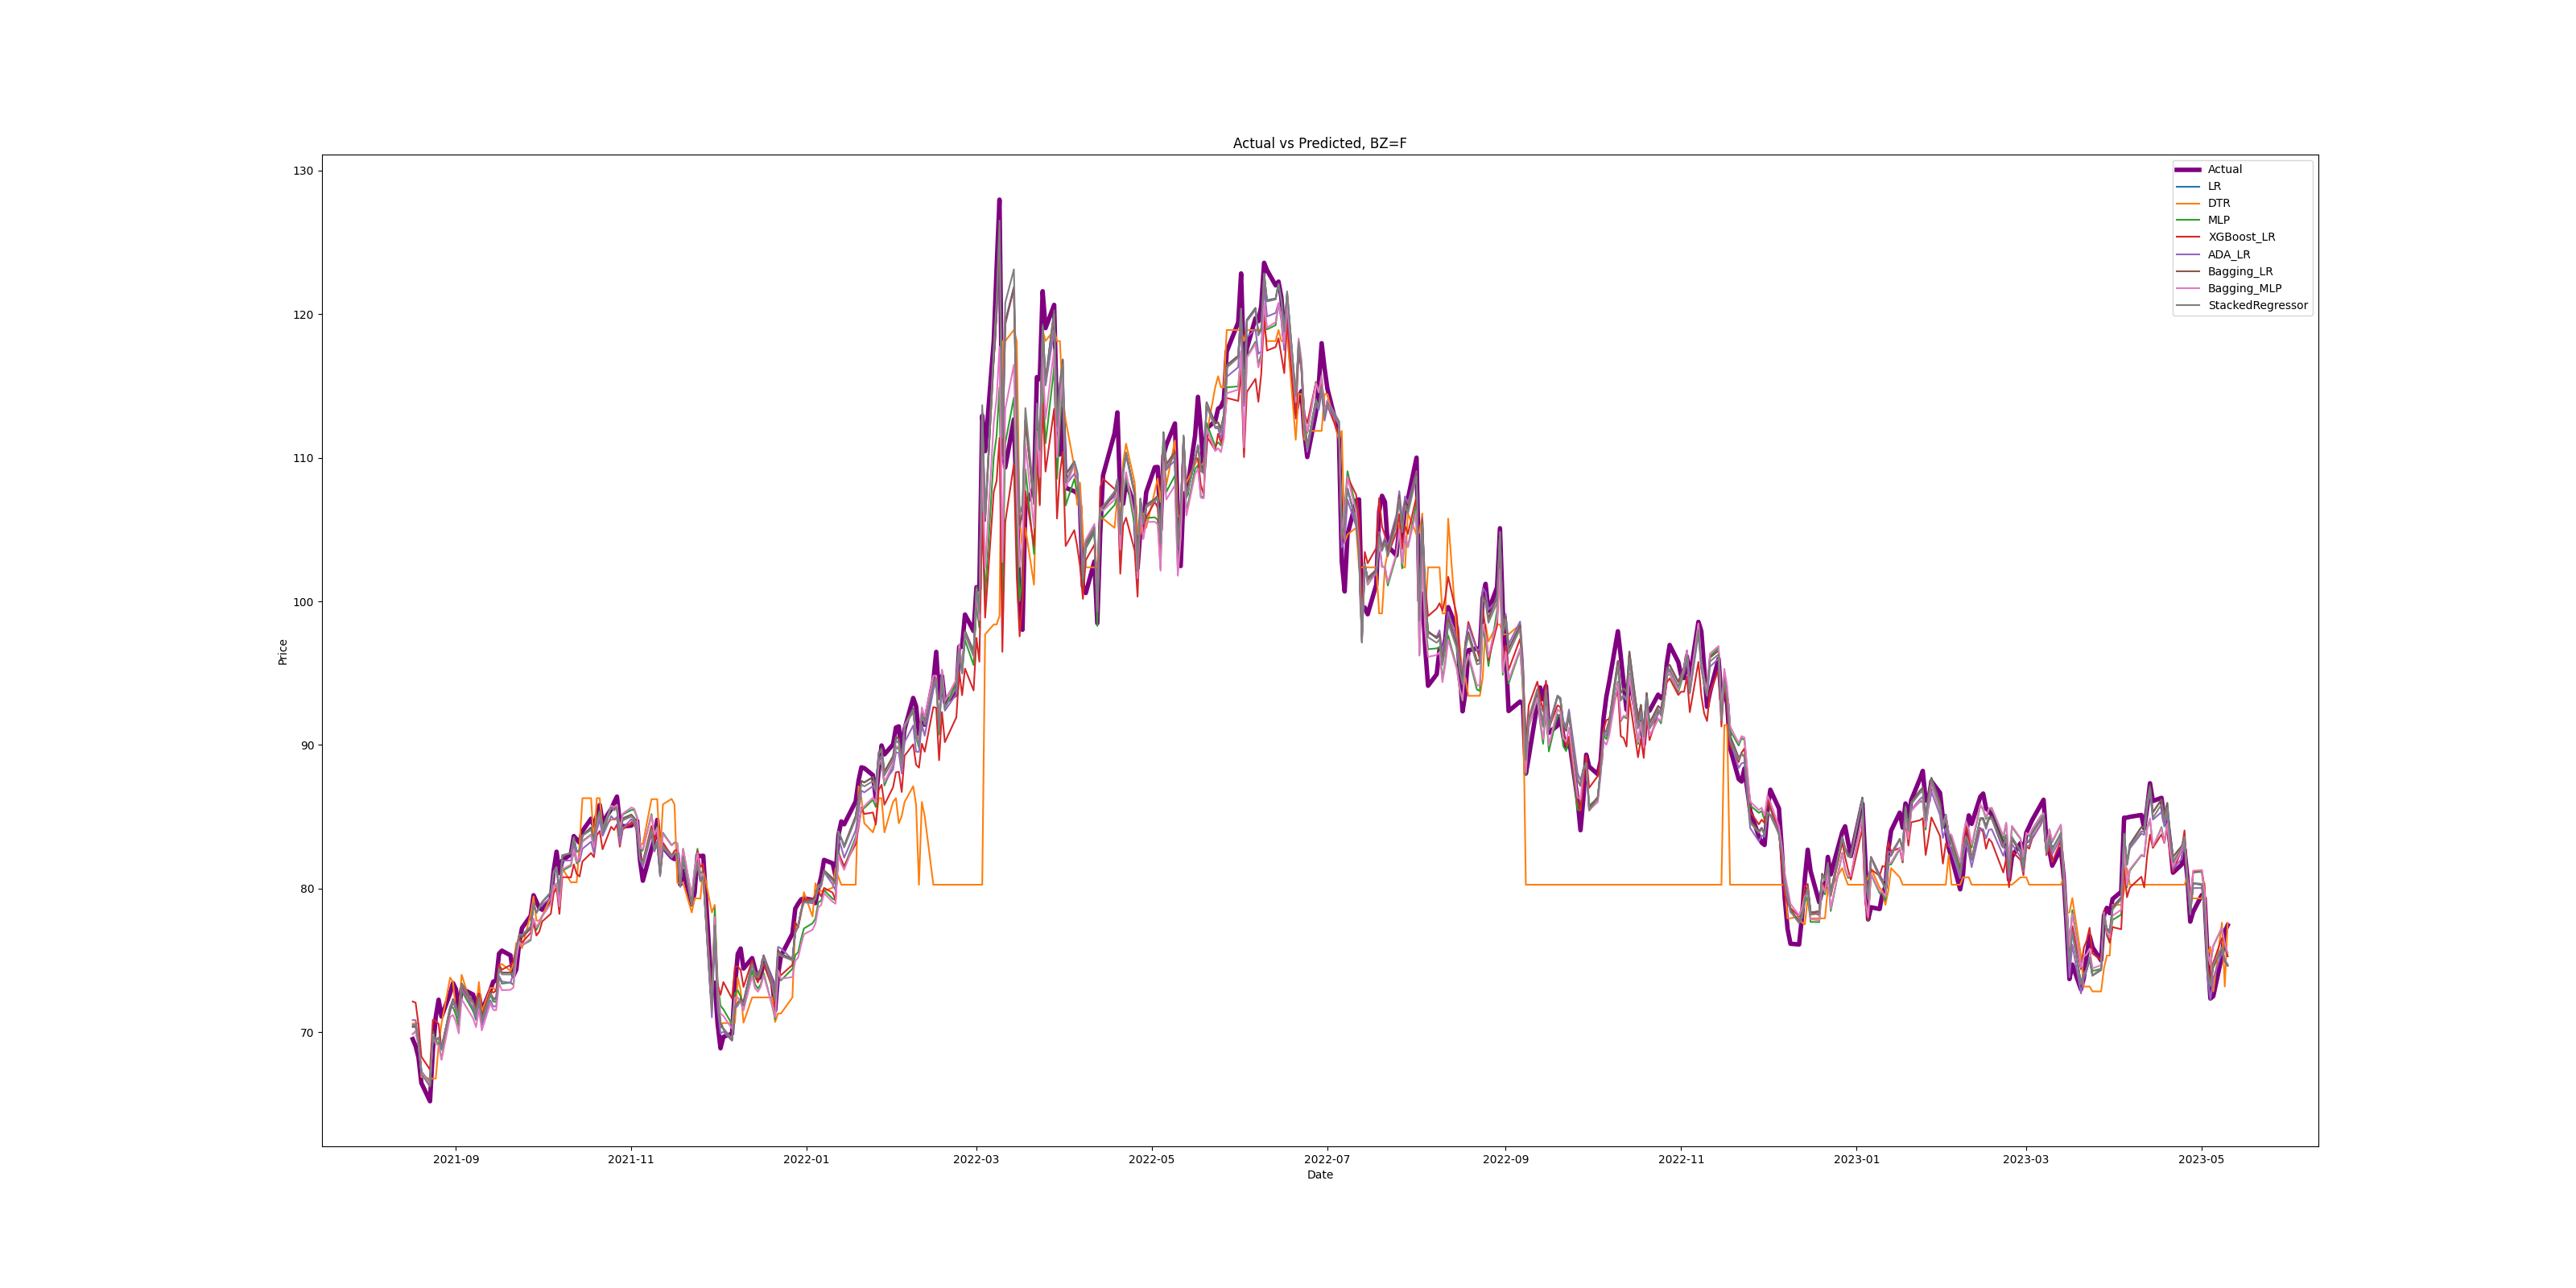 Actual vs Predicted, BZ=F
130
120
110
100
90
80
70
Price
Actual
LR
DTR
MLP
XGBoost_LR
ADA_LR
Bagging_LR
Bagging_MLP
StackedRegressor
2021-09 2021-11 2022-01 2022-03 2022-05 2022-07 2022-09 2022-11 2023-01 2023-03 2023-05
Date